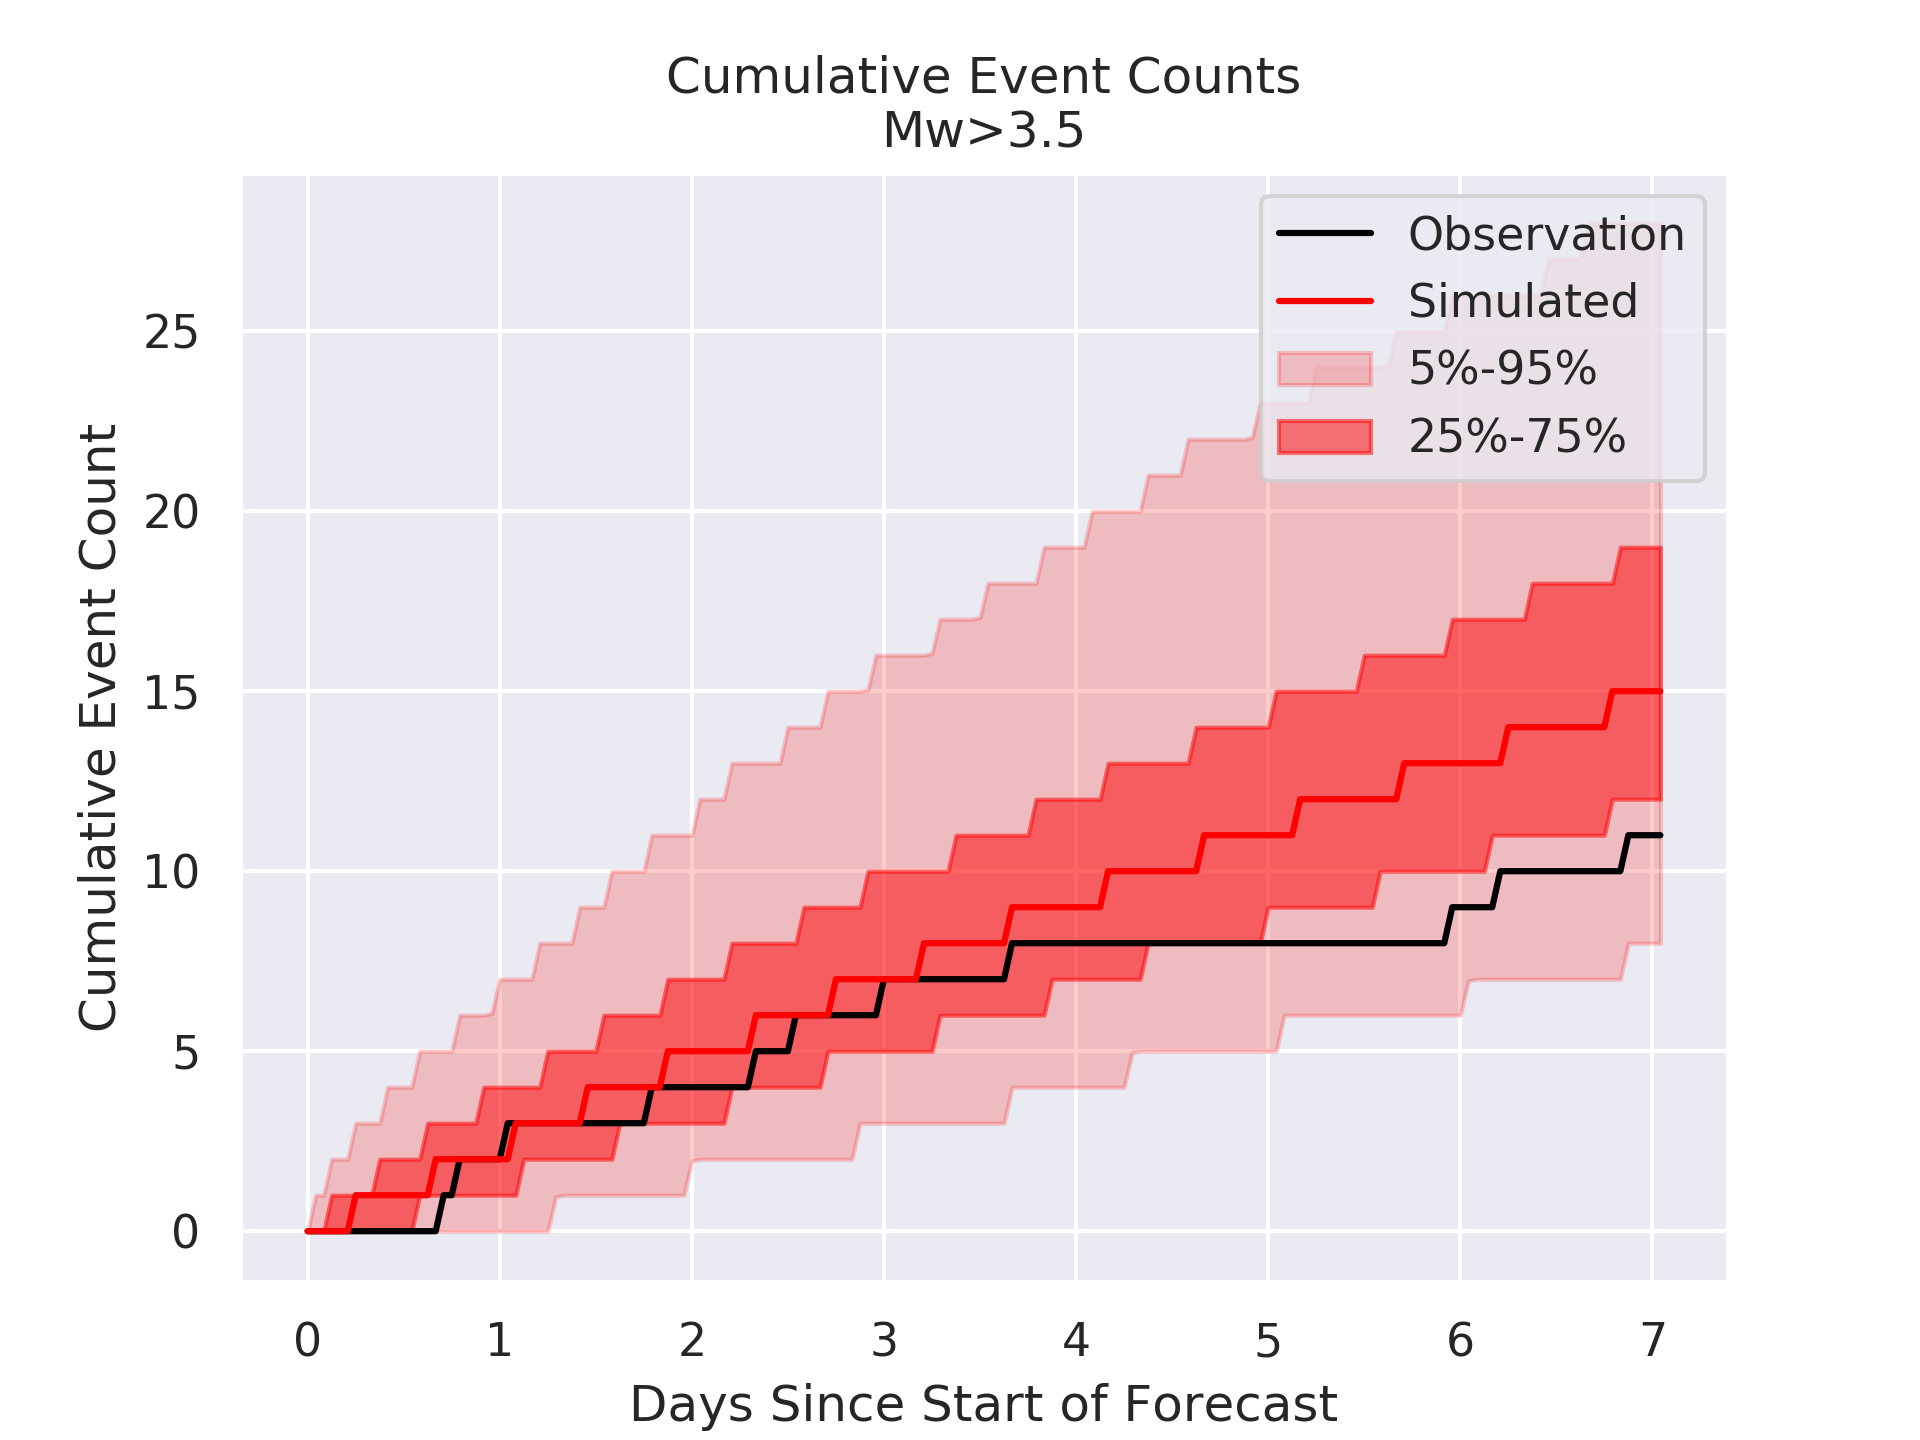 Cumulative Event Counts
Mw>3.5
Observation
Simulated
5%-95%
25%-75%
Cumulative Event Count
25
20
15
10
5
0
0 1 2 3 4 5 6 7
Days Since Start of Forecast